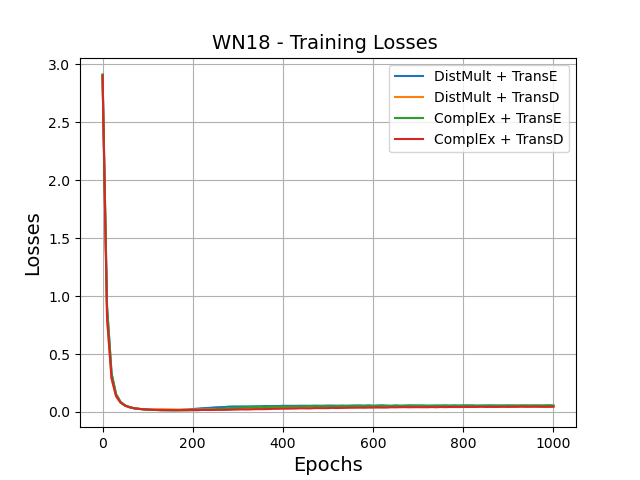 WN18 - Training Losses
DistMult + TransE
DistMult + TransD
ComplEx + TransE
ComplEx + TransD
Losses
3.0
2.5
2.0
1.5
1.0
0.5
0.0
0 200 400 600 800 1000
Epochs